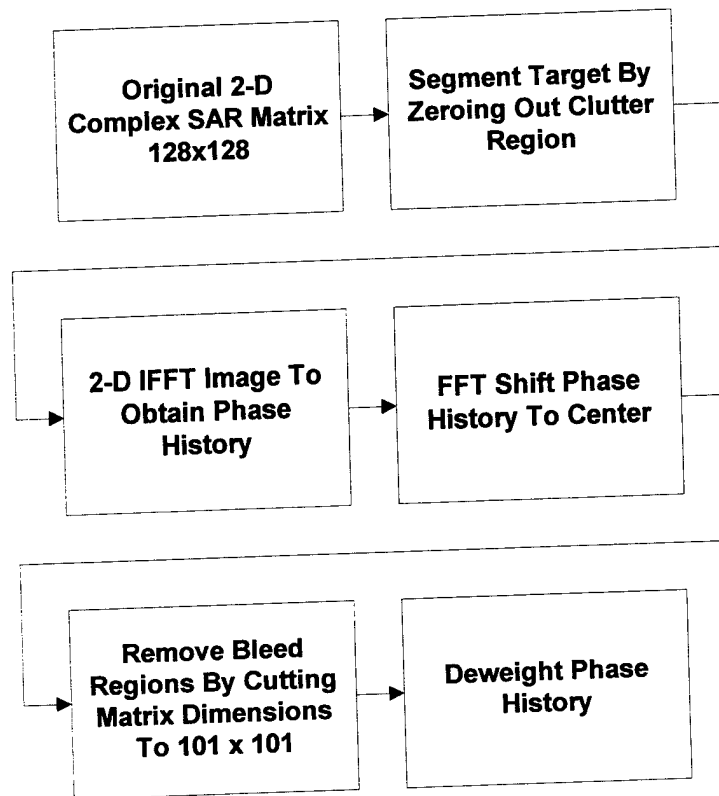 Original 2-D
Complex SAR Matrix
128x128
Segment Target By
Zeroing Out Clutter
Region
2-D IFFT Image To
Obtain Phase
History
FFT Shift Phase
History To Center
Remove Bleed
Regions By Cutting
Matrix Dimensions
To 101 x 101
Deweight Phase
History